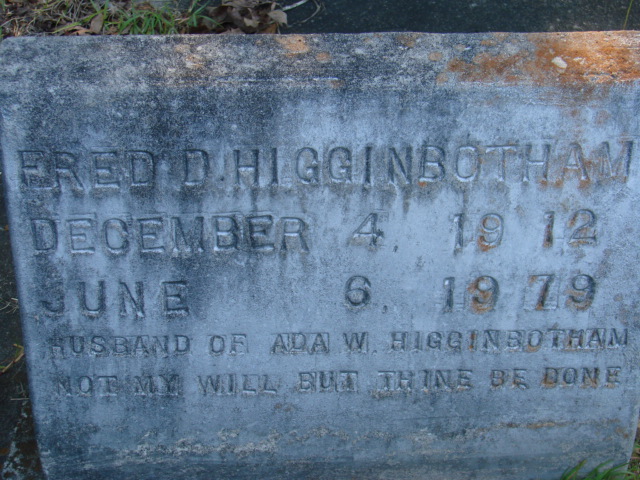 FRED D. HIGGINBOTHAM
DECEMBER 4, 1912
JUNE 6, 1979
HUSBAND OF ADA W. HIGGINBOTHAM
NOT MY WILL BUT THINE BE DONE